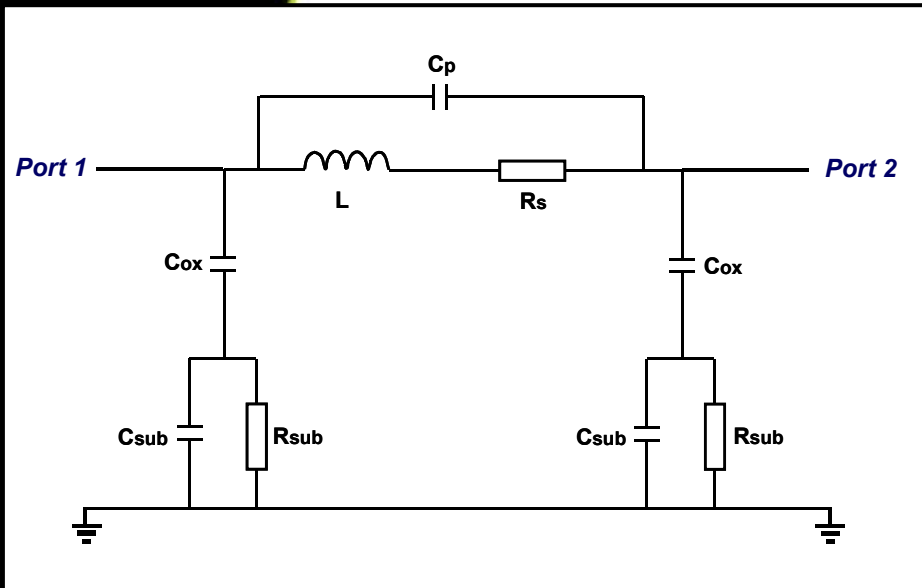 Cp
Port 1
Port 2
L
Rs
Cox
Cox
Csub
Rsub
Csub
Rsub